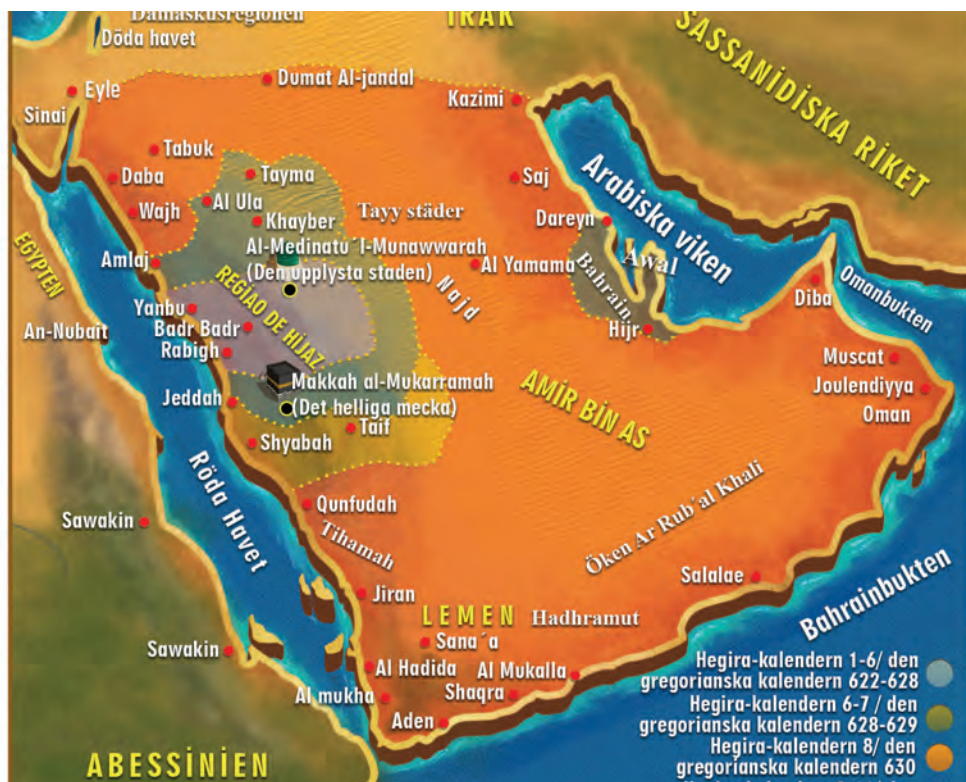 Damaskusregionen
IRAK
Döda havet
SASSANIDISKA RIKET
Eyle
Dumat Al-jandal
Kazimi
Sinai
Tabuk
Daba
Tayma
Saj
Arabiska viken
Wajh
Al Ula
Khayber
Tayy städer
Dareyn
EGYPTEN
Amlaj
Al-Medinatu´l-Munawwarah
(Den upplysta staden)
Al Yamama
Najd
Bahrain
Awal
Diba
Omanbukten
REGIAO DE HİJAZ
Yanbu
Badr Badr
Rabigh
An-Nubait
Hijr
Muscat
Joulendiyya
Oman
Makkah al-Mukarramah
(Det helliga mecka)
Jeddah
Taif
Shyabah
AMIR BIN AS
Röda Havet
Qunfudah
Sawakin
Tihamah
Öken Ar Rub´al Khali
Jiran
Salalae
Bahrainbukten
LEMEN
Hadhramut
Sana´a
Sawakin
Al Hadida
Al Mukalla
Al mukha
Shaqra
Aden
ABESSINIEN
Hegira-kalendern 1-6/ den
gregorianska kalendern 622-628
Hegira-kalendern 6-7 / den
gregorianska kalendern 628-629
Hegira-kalendern 8/ den
gregorianska kalendern 630